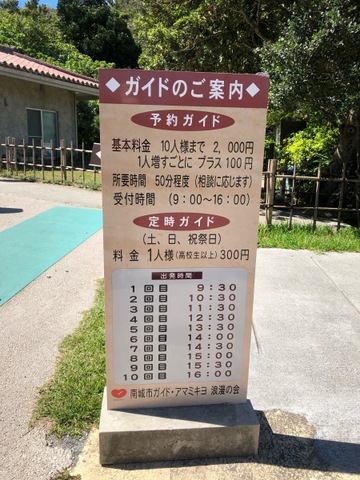 ◆ガイドのご案内◆
予約ガイド
基本料金 10人様まで 2,000円
1人増すごとに プラス100円
所要時間 50分程度(相談に応じます)
受付時間 (9:00~16:00)
定時ガイド
(土、日、祝祭日)
料金 1人様(高校生以上)300円
出発時間
1回目 9:30
2回目 10:30
3回目 11:30
4回目 12:30
5回目 13:30
6回目 14:00
7回目 14:30
8回目 15:00
9回目 15:30
10回目 16:00
南城市ガイド・アマミキヨ 浪漫の会